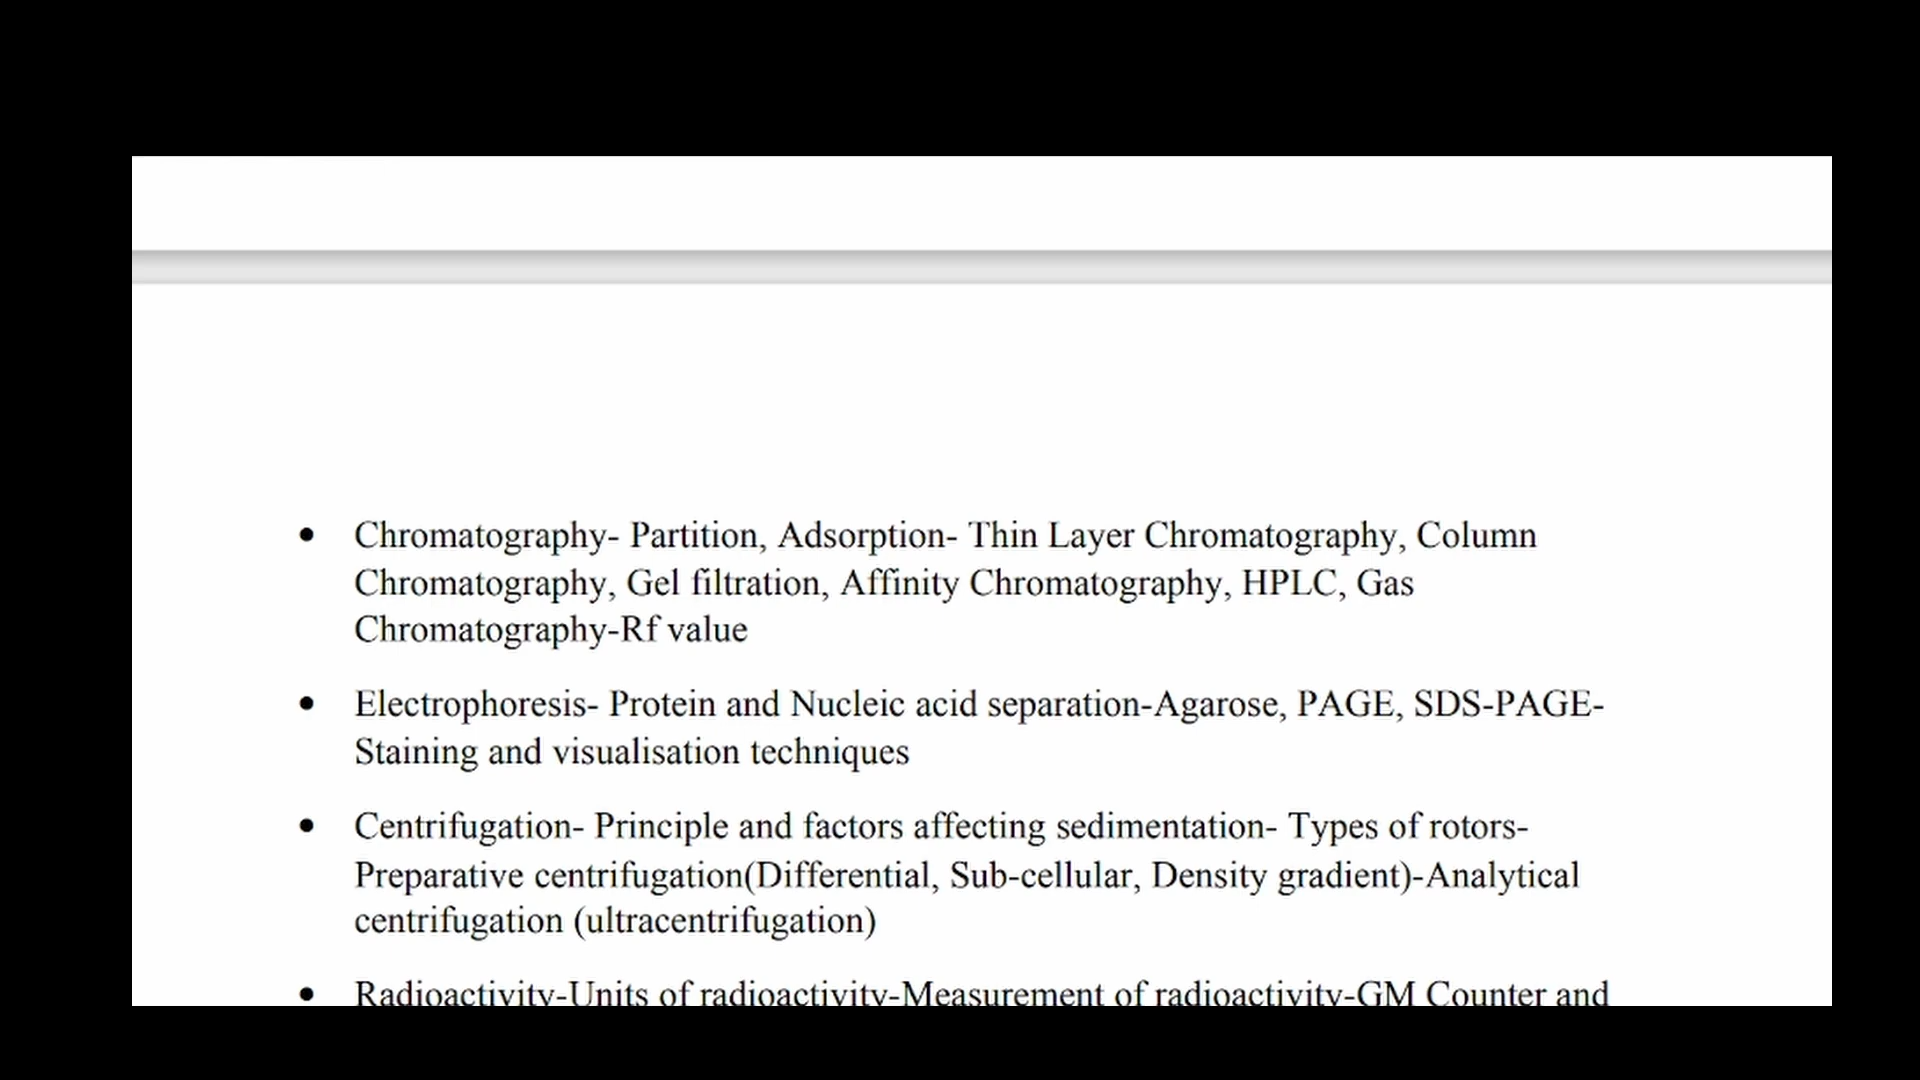 • Chromatography- Partition, Adsorption- Thin Layer Chromatography, Column
Chromatography, Gel filtration, Affinity Chromatography, HPLC, Gas
Chromatography-Rf value
• Electrophoresis- Protein and Nucleic acid separation-Agarose, PAGE, SDS-PAGE-
Staining and visualisation techniques
• Centrifugation- Principle and factors affecting sedimentation- Types of rotors-
Preparative centrifugation(Differential, Sub-cellular, Density gradient)-Analytical
centrifugation (ultracentrifugation)
• Radioactivity-Units of radioactivity-Measurement of radioactivity-GM Counter and